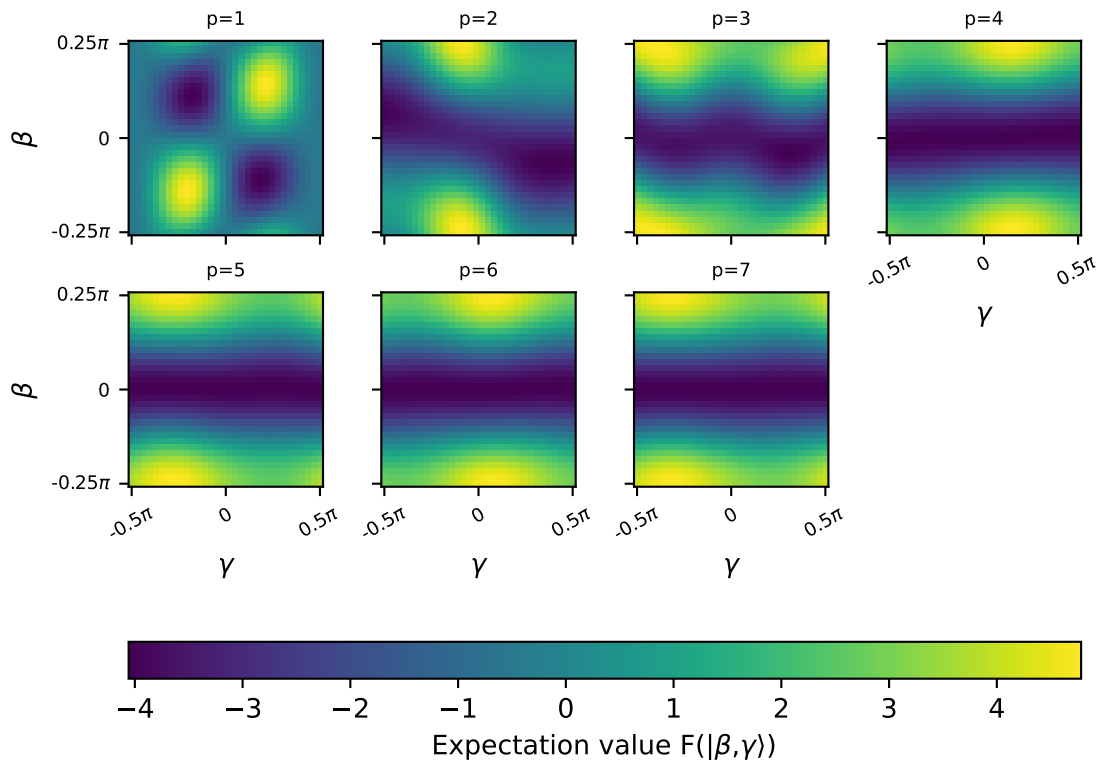 p=1
p=2
p=3
p=4
0.25π
β
0
-0.25π
-0.5π
0
0.5π
γ
p=5
p=6
p=7
0.25π
β
0
-0.25π
-0.5π
0
0.5π
-0.5π
0
0.5π
-0.5π
0
0.5π
γ
γ
γ
−4
−3
−2
−1
0
1
2
3
4
Expectation value F(|β,γ⟩)